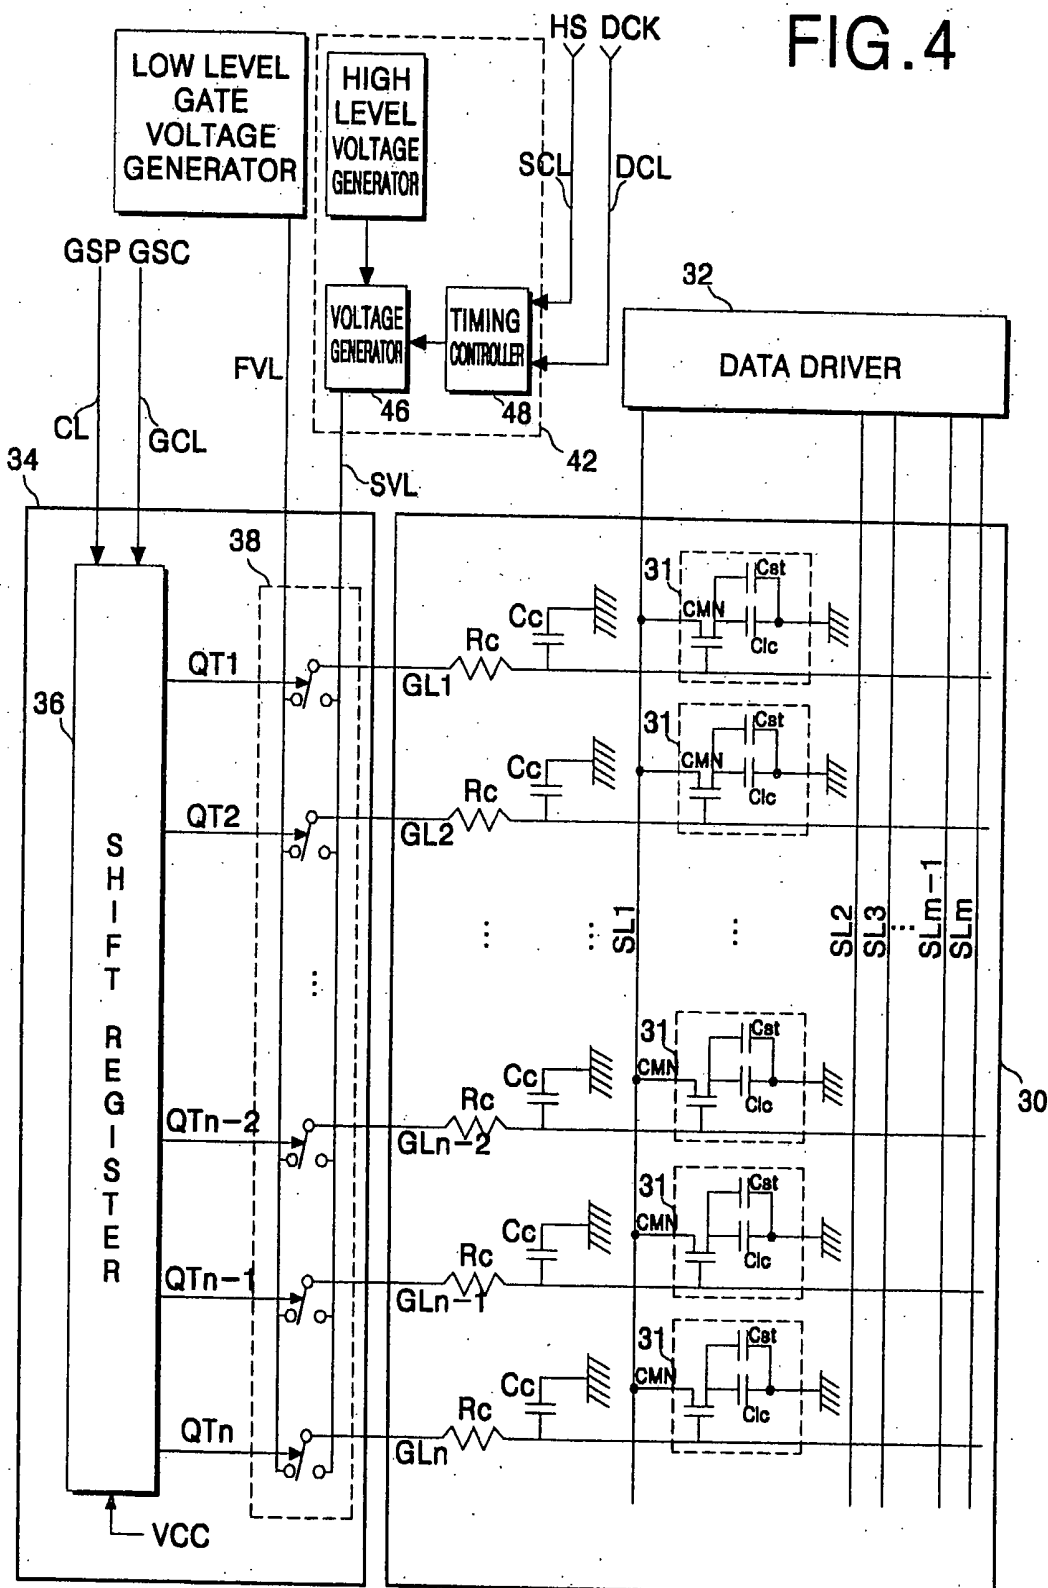 FIG.4
HS DCK
LOW LEVEL
GATE
VOLTAGE
GENERATOR
HIGH
LEVEL
VOLTAGE
GENERATOR
SCL
DCL
GSP GSC
32
VOLTAGE
GENERATOR
TIMING
CONTROLLER
DATA DRIVER
FVL
46
48
CL
GCL
42
34
SVL
38
31
Cst
CMN
Clc
Cc
Rc
QT1
GL1
36
31
Cst
CMN
Clc
Cc
Rc
QT2
GL2
SHIFT REGISTER
...
...
...
...
SL1
SL2
SL3
...
SLm-1
SLm
31
Cst
CMN
Clc
Cc
Rc
30
QTn-2
GLn-2
31
Cst
CMN
Clc
Cc
Rc
QTn-1
GLn-1
31
Cst
CMN
Clc
Cc
Rc
QTn
GLn
VCC